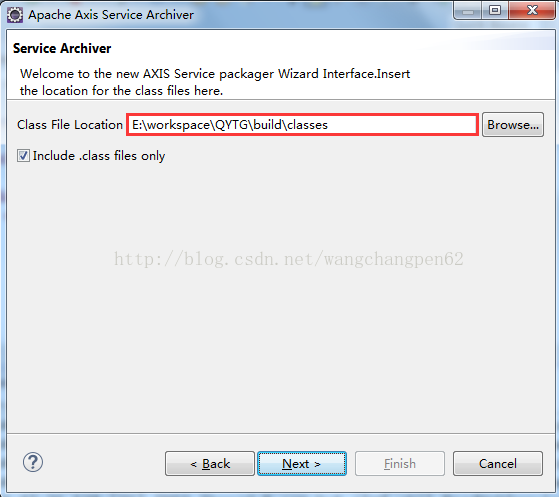 Apache Axis Service Archiver
Service Archiver
Welcome to the new AXIS Service packager Wizard Interface.Insert
the location for the class files here.
Class File Location E:\workspace\QYTG\build\classes Browse...
Include .class files only
http://blog.csdn.net/wangchangpen62
? < Back Next > Finish Cancel